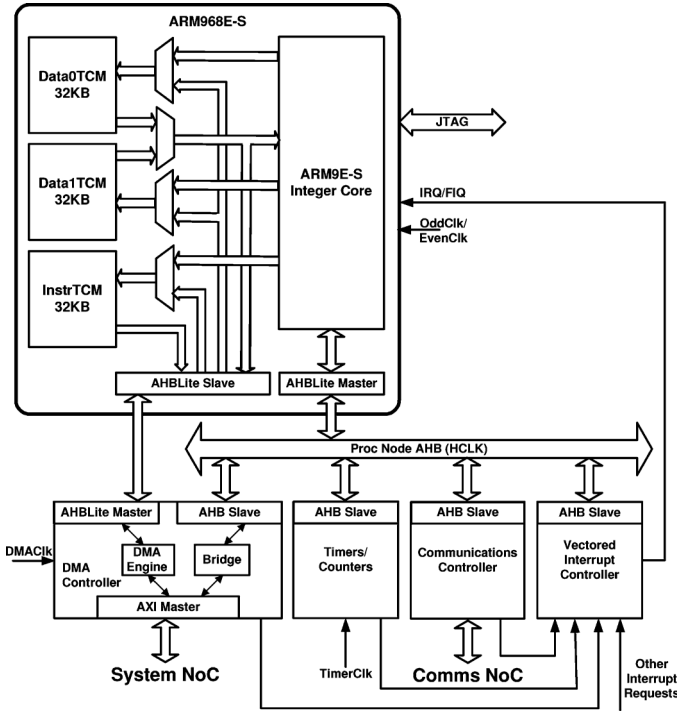 ARM968E-S
Data0TCM
32KB
Data1TCM
32KB
InstrTCM
32KB
ARM9E-S
Integer Core
JTAG
IRQ/FIQ
OddClk/
EvenClk
AHBLite Slave
AHBLite Master
Proc Node AHB (HCLK)
AHBLite Master
AHB Slave
AHB Slave
AHB Slave
AHB Slave
DMAClk
DMA
Controller
DMA
Engine
Bridge
AXI Master
Timers/
Counters
Communications
Controller
Vectored
Interrupt
Controller
System NoC
TimerClk
Comms NoC
Other
Interrupt
Requests